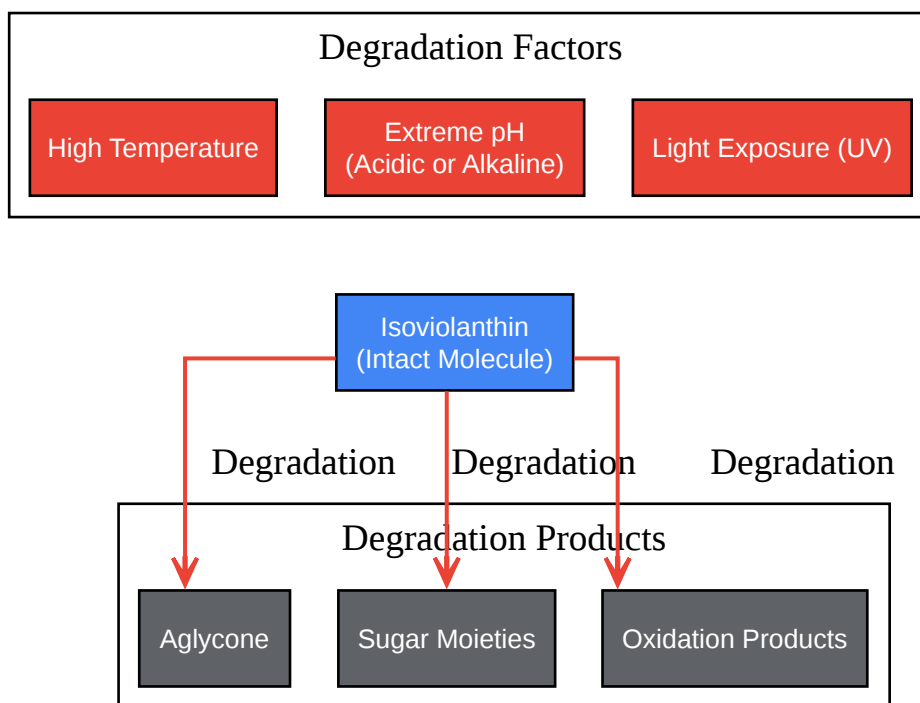 Degradation Factors
High Temperature
Extreme pH
(Acidic or Alkaline)
Light Exposure (UV)
Isoviolanthin
(Intact Molecule)
Degradation
Degradation
Degradation
Degradation Products
Aglycone
Sugar Moieties
Oxidation Products